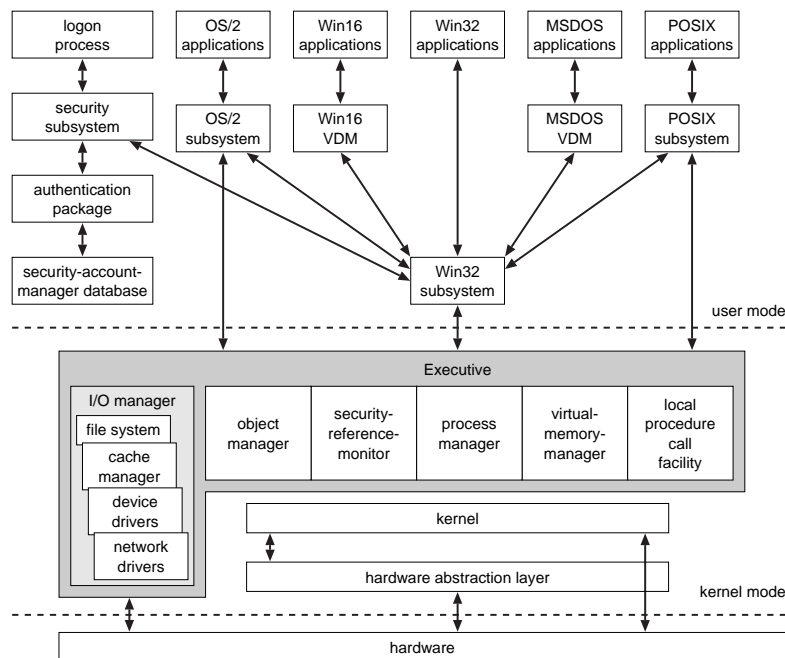 logon
process
OS/2
applications
Win16
applications
Win32
applications
MSDOS
applications
POSIX
applications
security
subsystem
OS/2
subsystem
Win16
VDM
MSDOS
VDM
POSIX
subsystem
authentication
package
security-account-
manager database
Win32
subsystem
user mode
Executive
I/O manager
file system
cache
manager
device
drivers
network
drivers
object
manager
security-
reference-
monitor
process
manager
virtual-
memory-
manager
local
procedure
call
facility
kernel
hardware abstraction layer
kernel mode
hardware